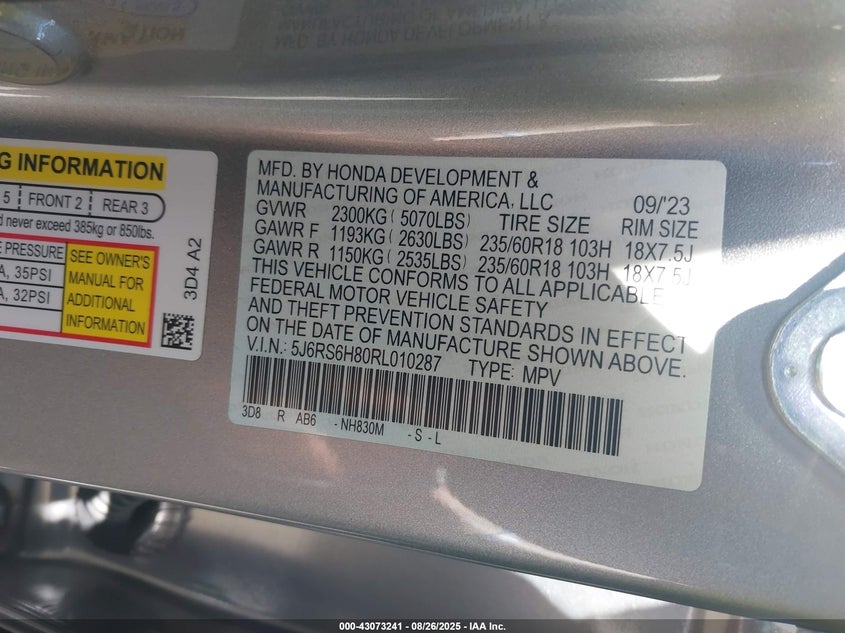 G INFORMATION
5 FRONT 2 REAR 3
d never exceed 385kg or 850lbs.
E PRESSURE
A, 35PSI
A, 32PSI
SEE OWNER'S
MANUAL FOR
ADDITIONAL
INFORMATION
3D4 A2
MFD. BY HONDA DEVELOPMENT &
MANUFACTURING OF AMERICA, LLC 09/'23
GVWR 2300KG ( 5070LBS) TIRE SIZE RIM SIZE
GAWR F 1193KG ( 2630LBS) 235/60R18 103H 18X7.5J
GAWR R 1150KG ( 2535LBS) 235/60R18 103H 18X7.5J
THIS VEHICLE CONFORMS TO ALL APPLICABLE
FEDERAL MOTOR VEHICLE SAFETY
AND THEFT PREVENTION STANDARDS IN EFFECT
ON THE DATE OF MANUFACTURE SHOWN ABOVE.
V.I.N.: 5J6RS6H80RL010287 TYPE: MPV
3D8 R AB6 -NH830M -S-L
000-43073241 - 08/26/2025 - IAA Inc.